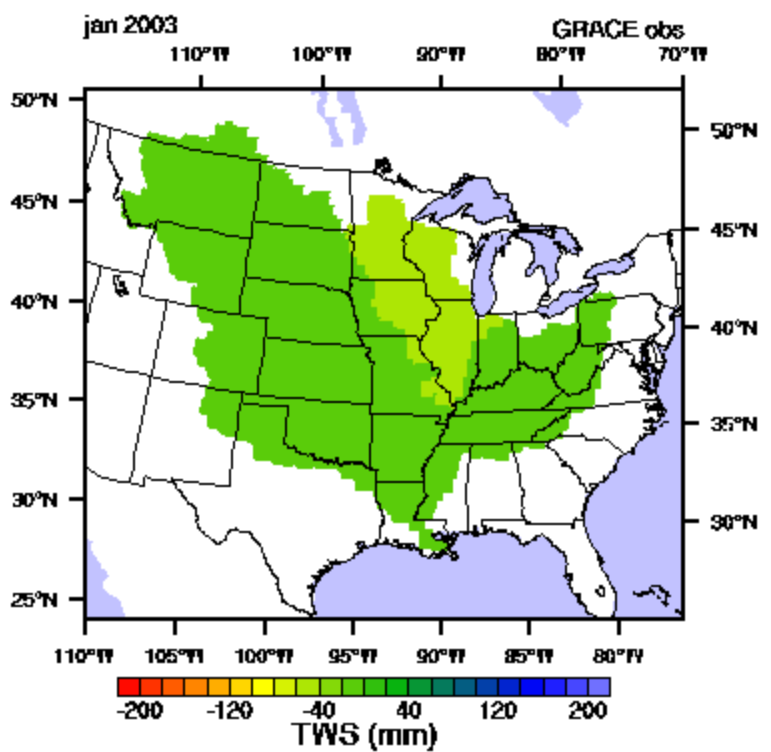 jan 2003 GRACE obs
110°W 100°W 90°W 80°W 70°W
50°N 50°N
45°N 45°N
40°N 40°N
35°N 35°N
30°N 30°N
25°N
110°W 105°W 100°W 95°W 90°W 85°W 80°W
-200 -120 -40 40 120 200
TWS (mm)